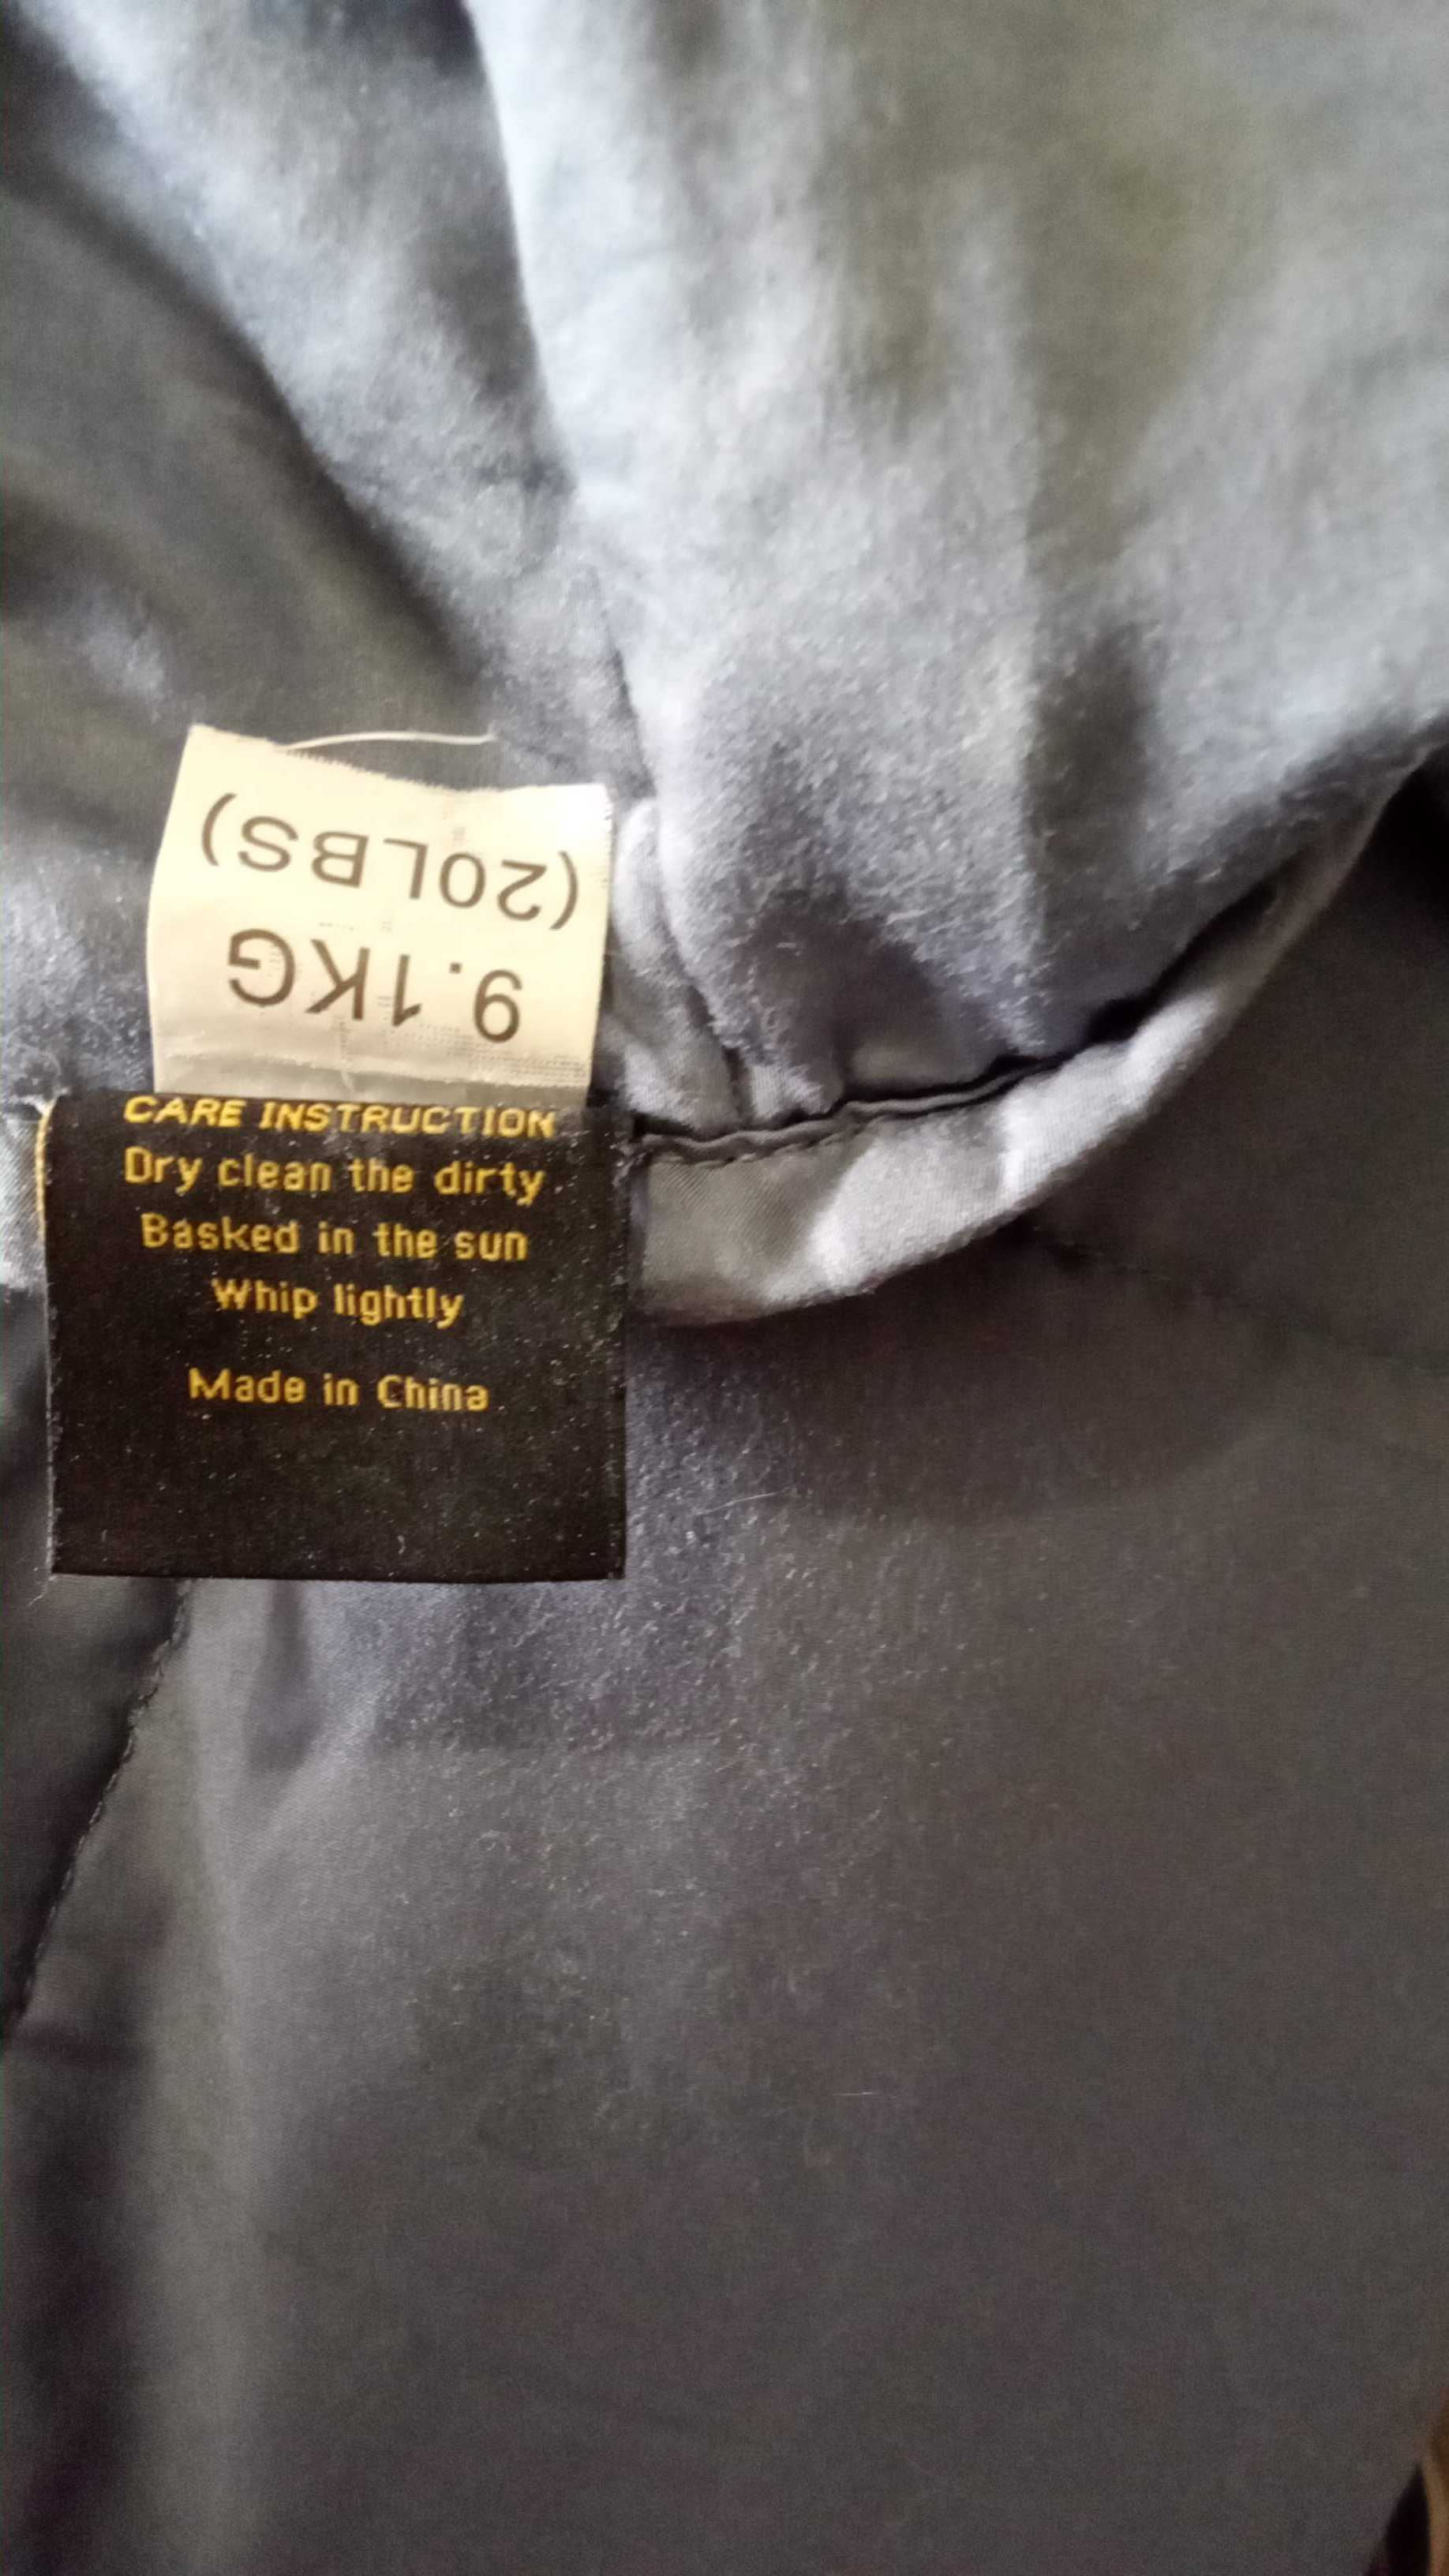 9.1KG
(20LBS)
CARE INSTRUCTION
Dry clean the dirty
Basked in the sun
Whip lightly
Made in China